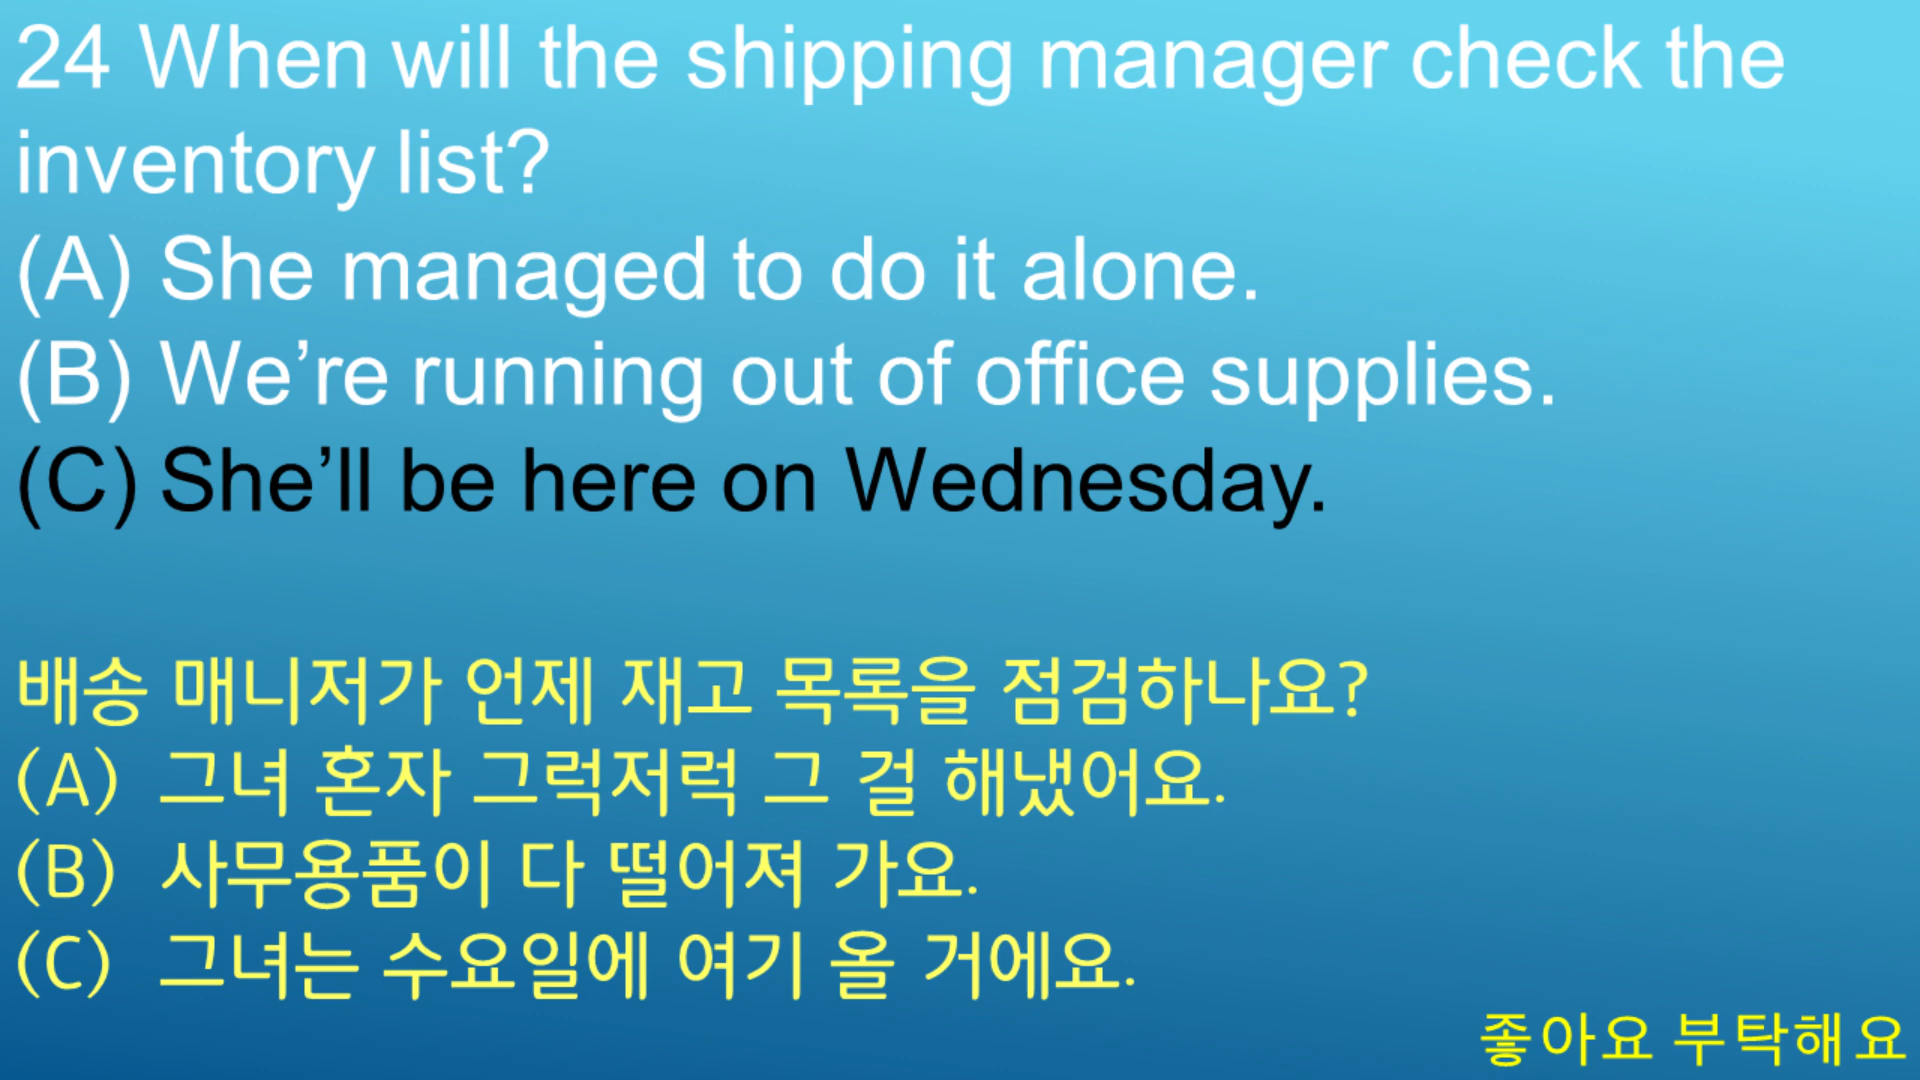 24 When will the shipping manager check the
inventory list?
(A) She managed to do it alone.
(B) We’re running out of office supplies.
(C) She’ll be here on Wednesday.
배송 매니저가 언제 재고 목록을 점검하나요?
(A) 그녀 혼자 그럭저럭 그 걸 해냈어요.
(B) 사무용품이 다 떨어져 가요.
(C) 그녀는 수요일에 여기 올 거에요.
좋아요 부탁해요